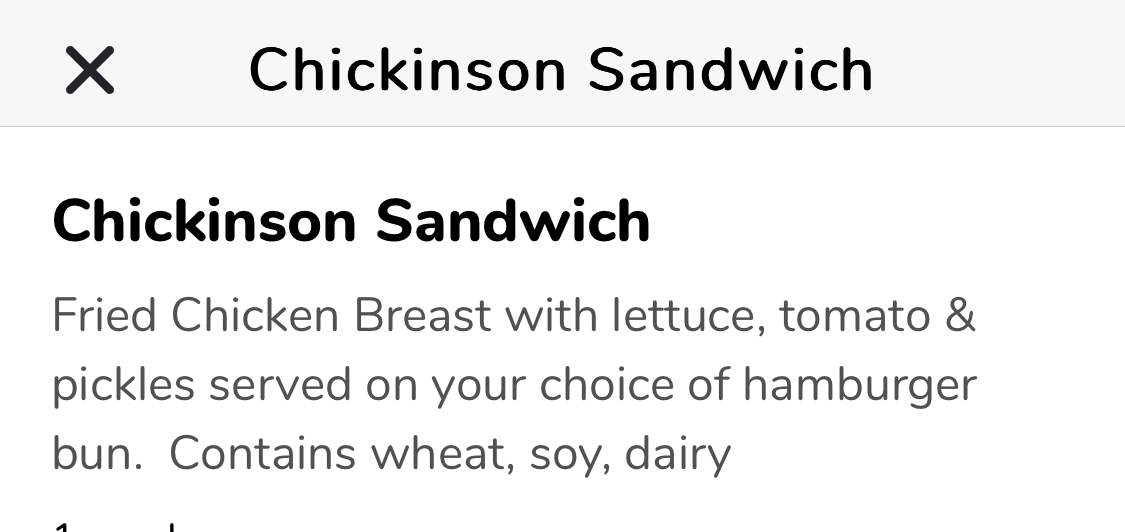 Chickinson Sandwich
Chickinson Sandwich
Fried Chicken Breast with lettuce, tomato &
pickles served on your choice of hamburger
bun.  Contains wheat, soy, dairy